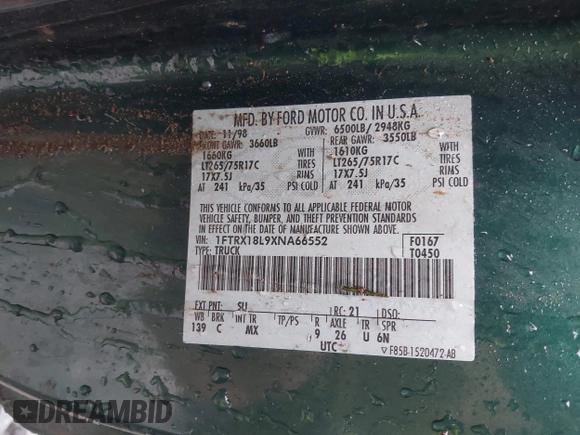 MFD. BY FORD MOTOR CO. IN U.S.A.
DATE: 11/98 GVWR: 6500LB/ 2948KG
FRONT GAWR: 3660LB REAR GAWR: 3550LB
1660KG WITH 1610KG WITH
LT265/75R17C TIRES LT265/75R17C TIRES
17X7.5J RIMS 17X7.5J RIMS
AT 241 kPa/35 PSI COLD AT 241 kPa/35 PSI COLD
THIS VEHICLE CONFORMS TO ALL APPLICABLE FEDERAL MOTOR
VEHICLE SAFETY, BUMPER, AND THEFT PREVENTION STANDARDS
IN EFFECT ON THE DATE OF MANUFACTURE SHOWN ABOVE.
VIN: 1FTRX18L9XNA66552 F0167
TYPE: TRUCK T0450
EXT PNT: SU RC: 21 DSO:
WB BRK INT TR TP/PS R AXLE TR SPR
139 C MX 9 26 U 6N
UTC
▽ F85B-1520472-AB
DREAMBID